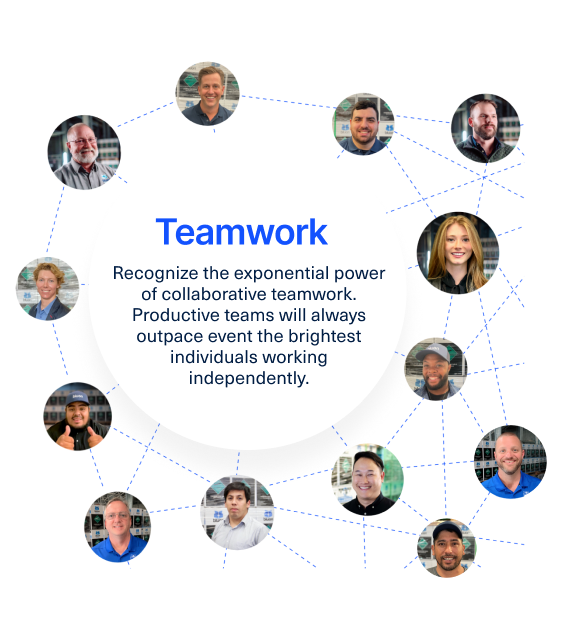 Teamwork
Recognize the exponential power
of collaborative teamwork.
Productive teams will always
outpace event the brightest
individuals working
independently.